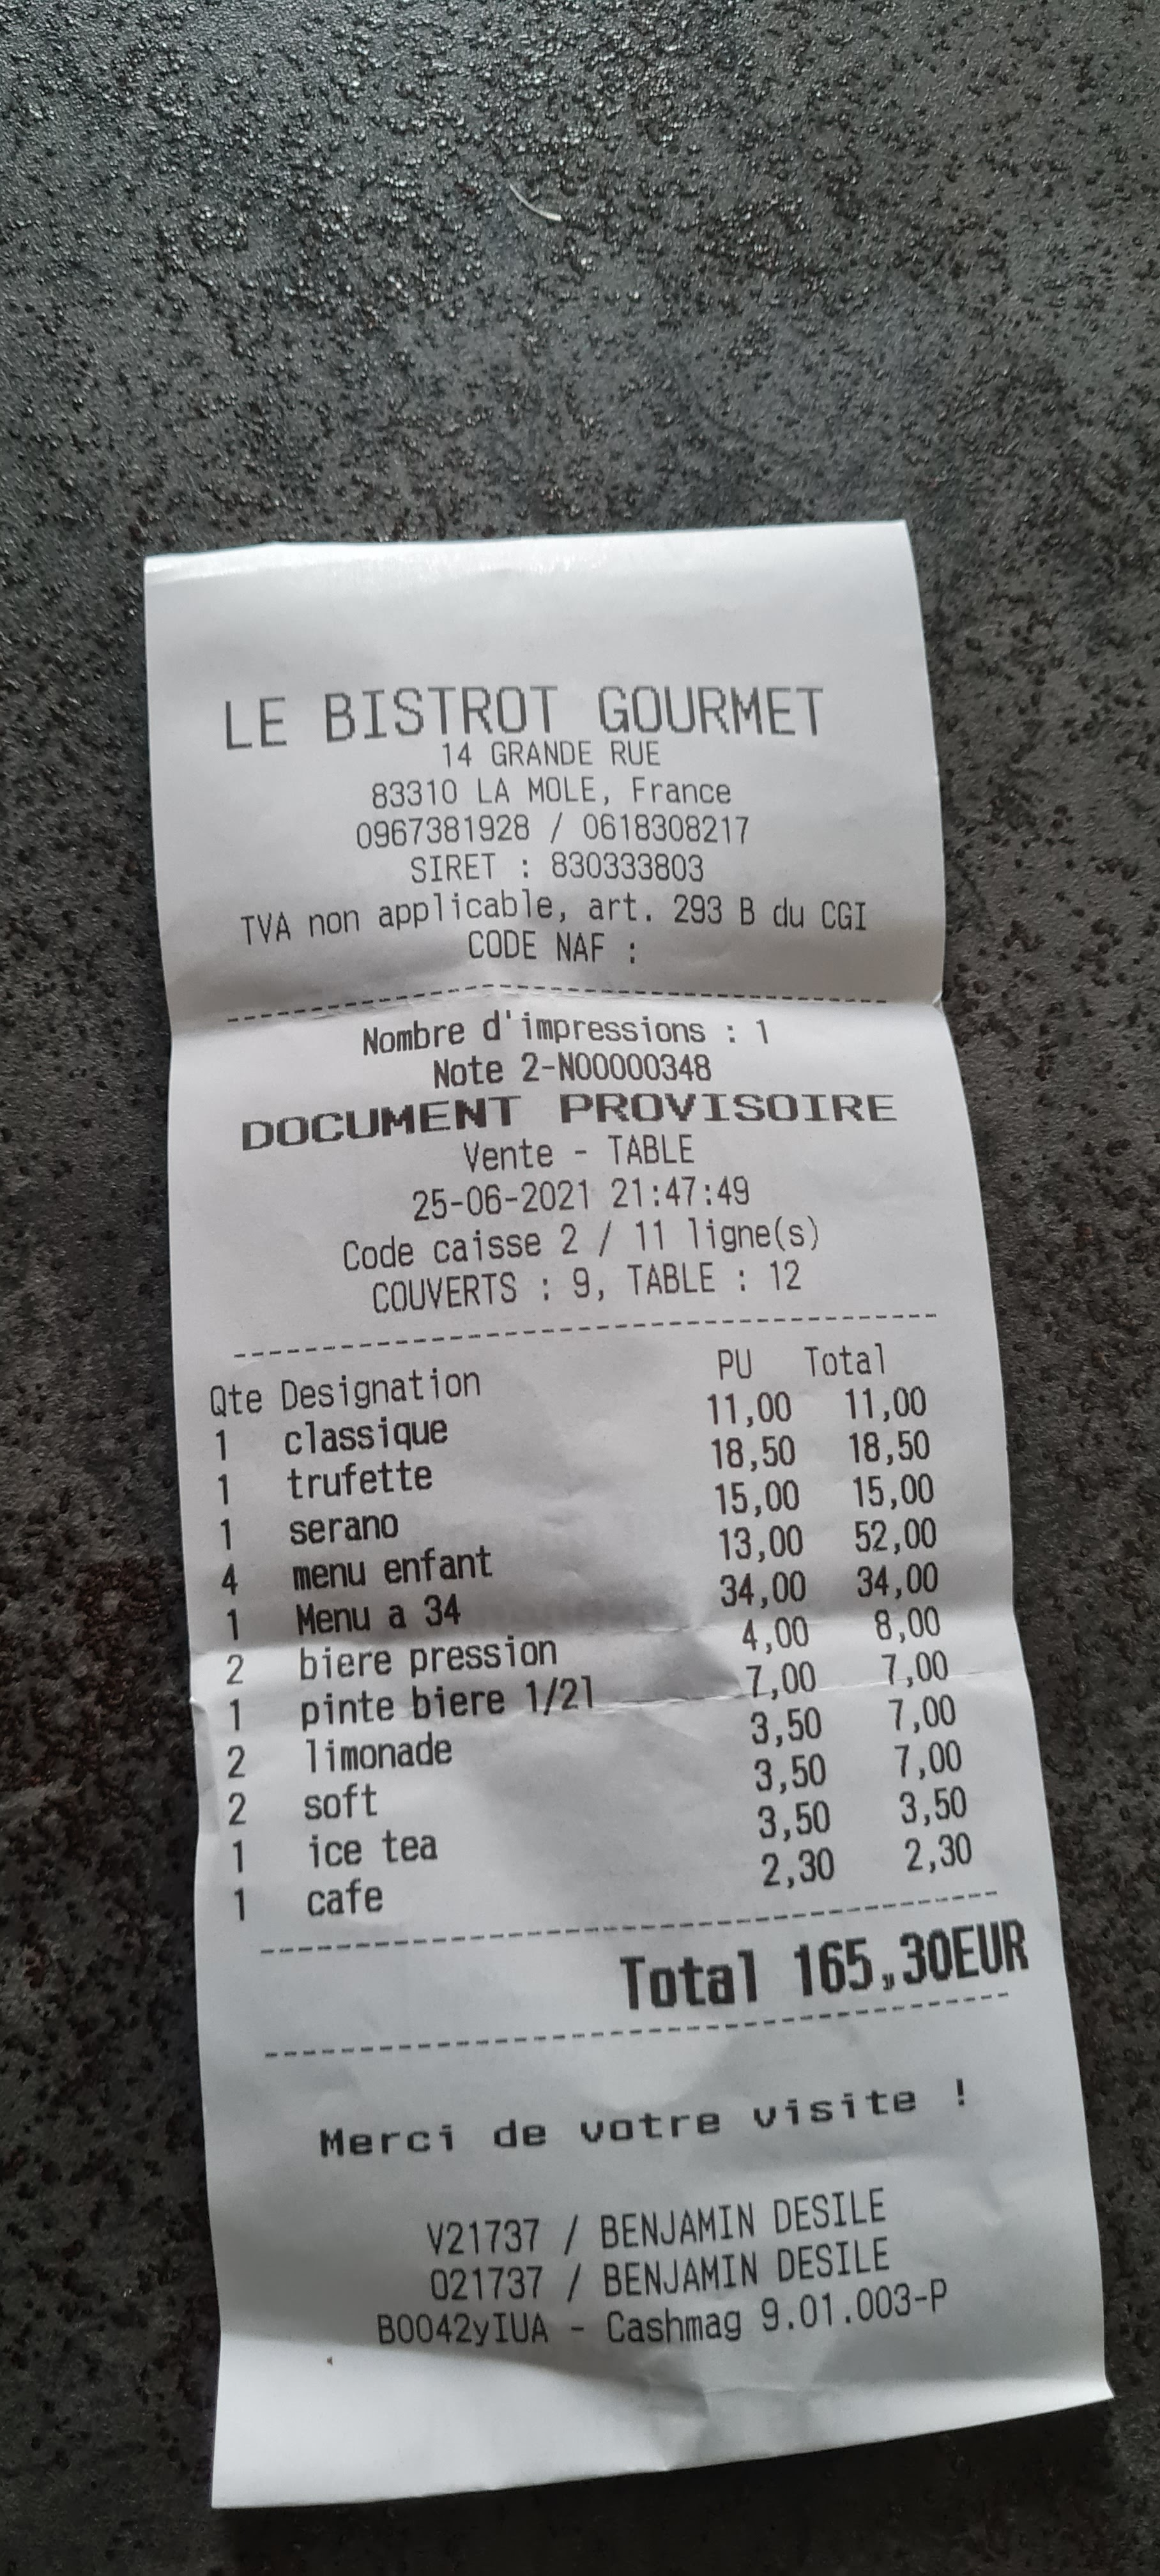 LE BISTROT GOURMET
14 GRANDE RUE
83310 LA MOLE, France
0967381928 / 0618308217
SIRET : 830333803
TVA non applicable, art. 293 B du CGI
CODE NAF :
Nombre d'impressions : 1
Note 2-N00000348
DOCUMENT PROVISOIRE
Vente - TABLE
25-06-2021 21:47:49
Code caisse 2 / 11 ligne(s)
COUVERTS : 9, TABLE : 12
Qte Designation PU Total
1 classique 11,00 11,00
1 trufette 18,50 18,50
1 serano 15,00 15,00
4 menu enfant 13,00 52,00
1 Menu a 34 34,00 34,00
2 biere pression 4,00 8,00
1 pinte biere 1/2l 7,00 7,00
2 limonade 3,50 7,00
2 soft 3,50 7,00
1 ice tea 3,50 3,50
1 cafe 2,30 2,30
Total 165,30EUR
Merci de votre visite !
V21737 / BENJAMIN DESILE
021737 / BENJAMIN DESILE
B0042yIUA - Cashmag 9.01.003-P